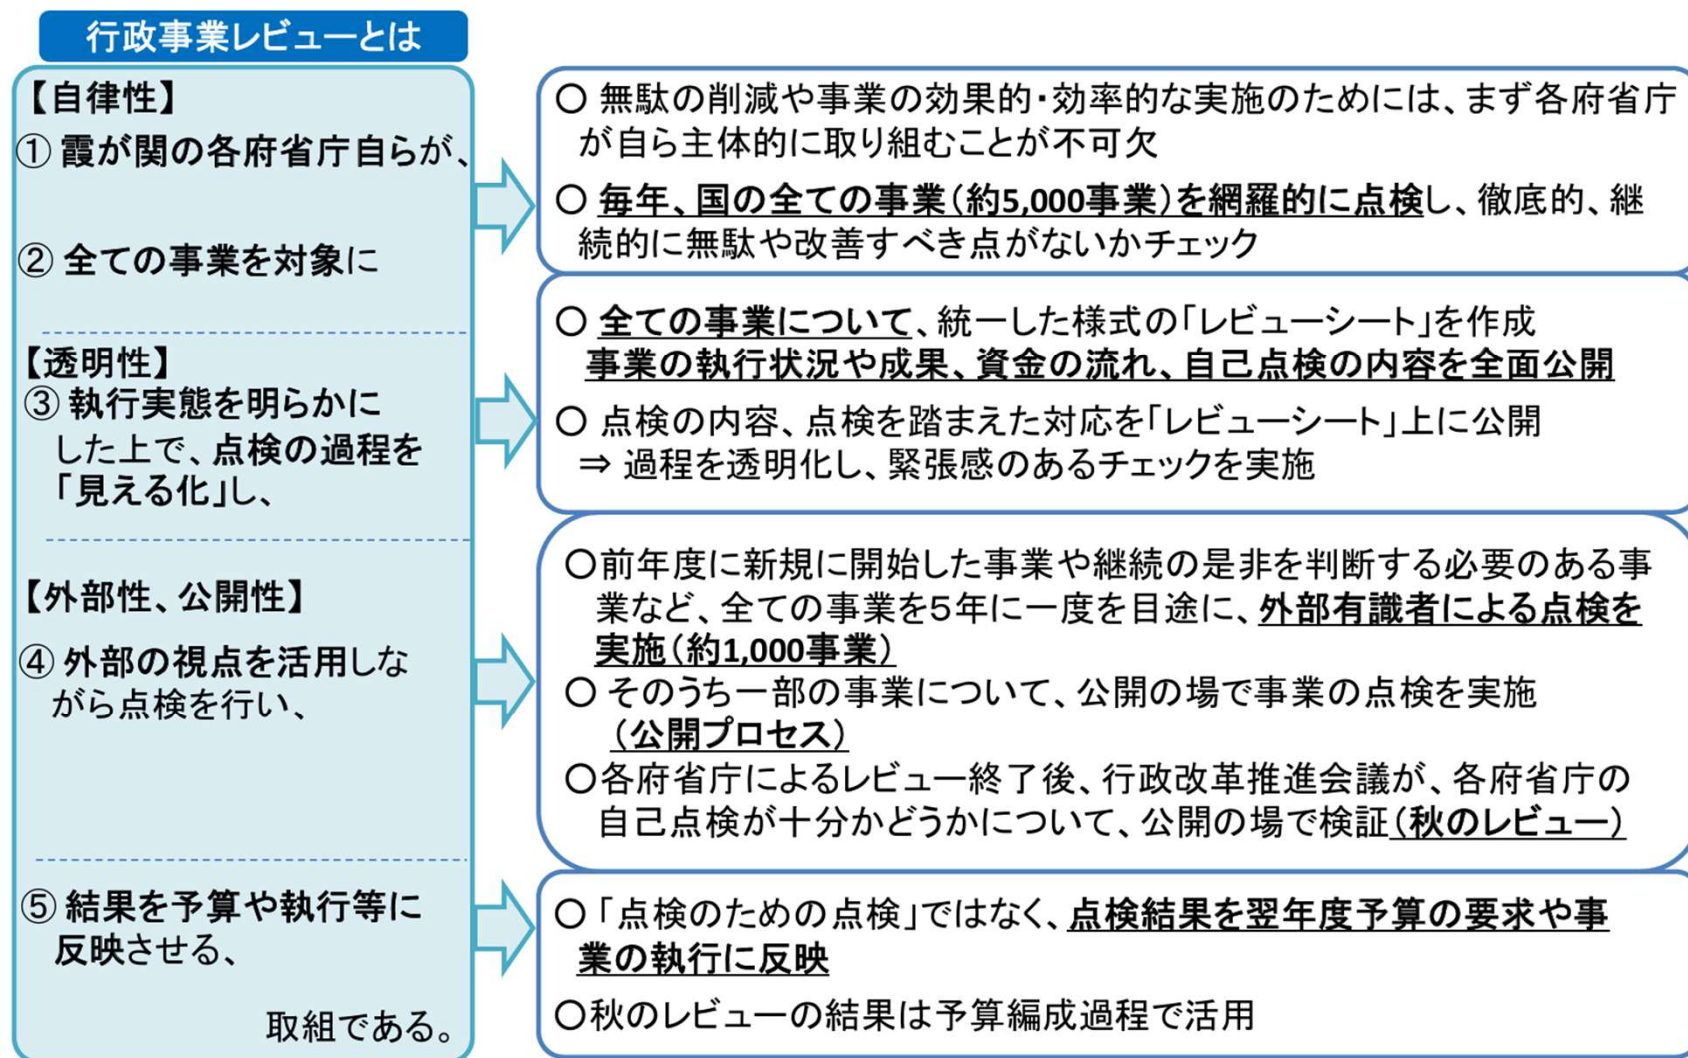 行政事業レビューとは
【自律性】
① 霞が関の各府省庁自らが、
② 全ての事業を対象に
【透明性】
③ 執行実態を明らかに
した上で、点検の過程を
「見える化」し、
【外部性、公開性】
④ 外部の視点を活用しな
がら点検を行い、
⑤ 結果を予算や執行等に
反映させる、
取組である。
○ 無駄の削減や事業の効果的・効率的な実施のためには、まず各府省庁
が自ら主体的に取り組むことが不可欠
○ 毎年、国の全ての事業(約5,000事業)を網羅的に点検し、徹底的、継
続的に無駄や改善すべき点がないかチェック
○ 全ての事業について、統一した様式の「レビューシート」を作成
事業の執行状況や成果、資金の流れ、自己点検の内容を全面公開
○ 点検の内容、点検を踏まえた対応を「レビューシート」上に公開
⇒ 過程を透明化し、緊張感のあるチェックを実施
○前年度に新規に開始した事業や継続の是非を判断する必要のある事
業など、全ての事業を5年に一度を目途に、外部有識者による点検を
実施(約1,000事業)
○ そのうち一部の事業について、公開の場で事業の点検を実施
(公開プロセス)
○各府省庁によるレビュー終了後、行政改革推進会議が、各府省庁の
自己点検が十分かどうかについて、公開の場で検証(秋のレビュー)
○ 「点検のための点検」ではなく、点検結果を翌年度予算の要求や事
業の執行に反映
○秋のレビューの結果は予算編成過程で活用